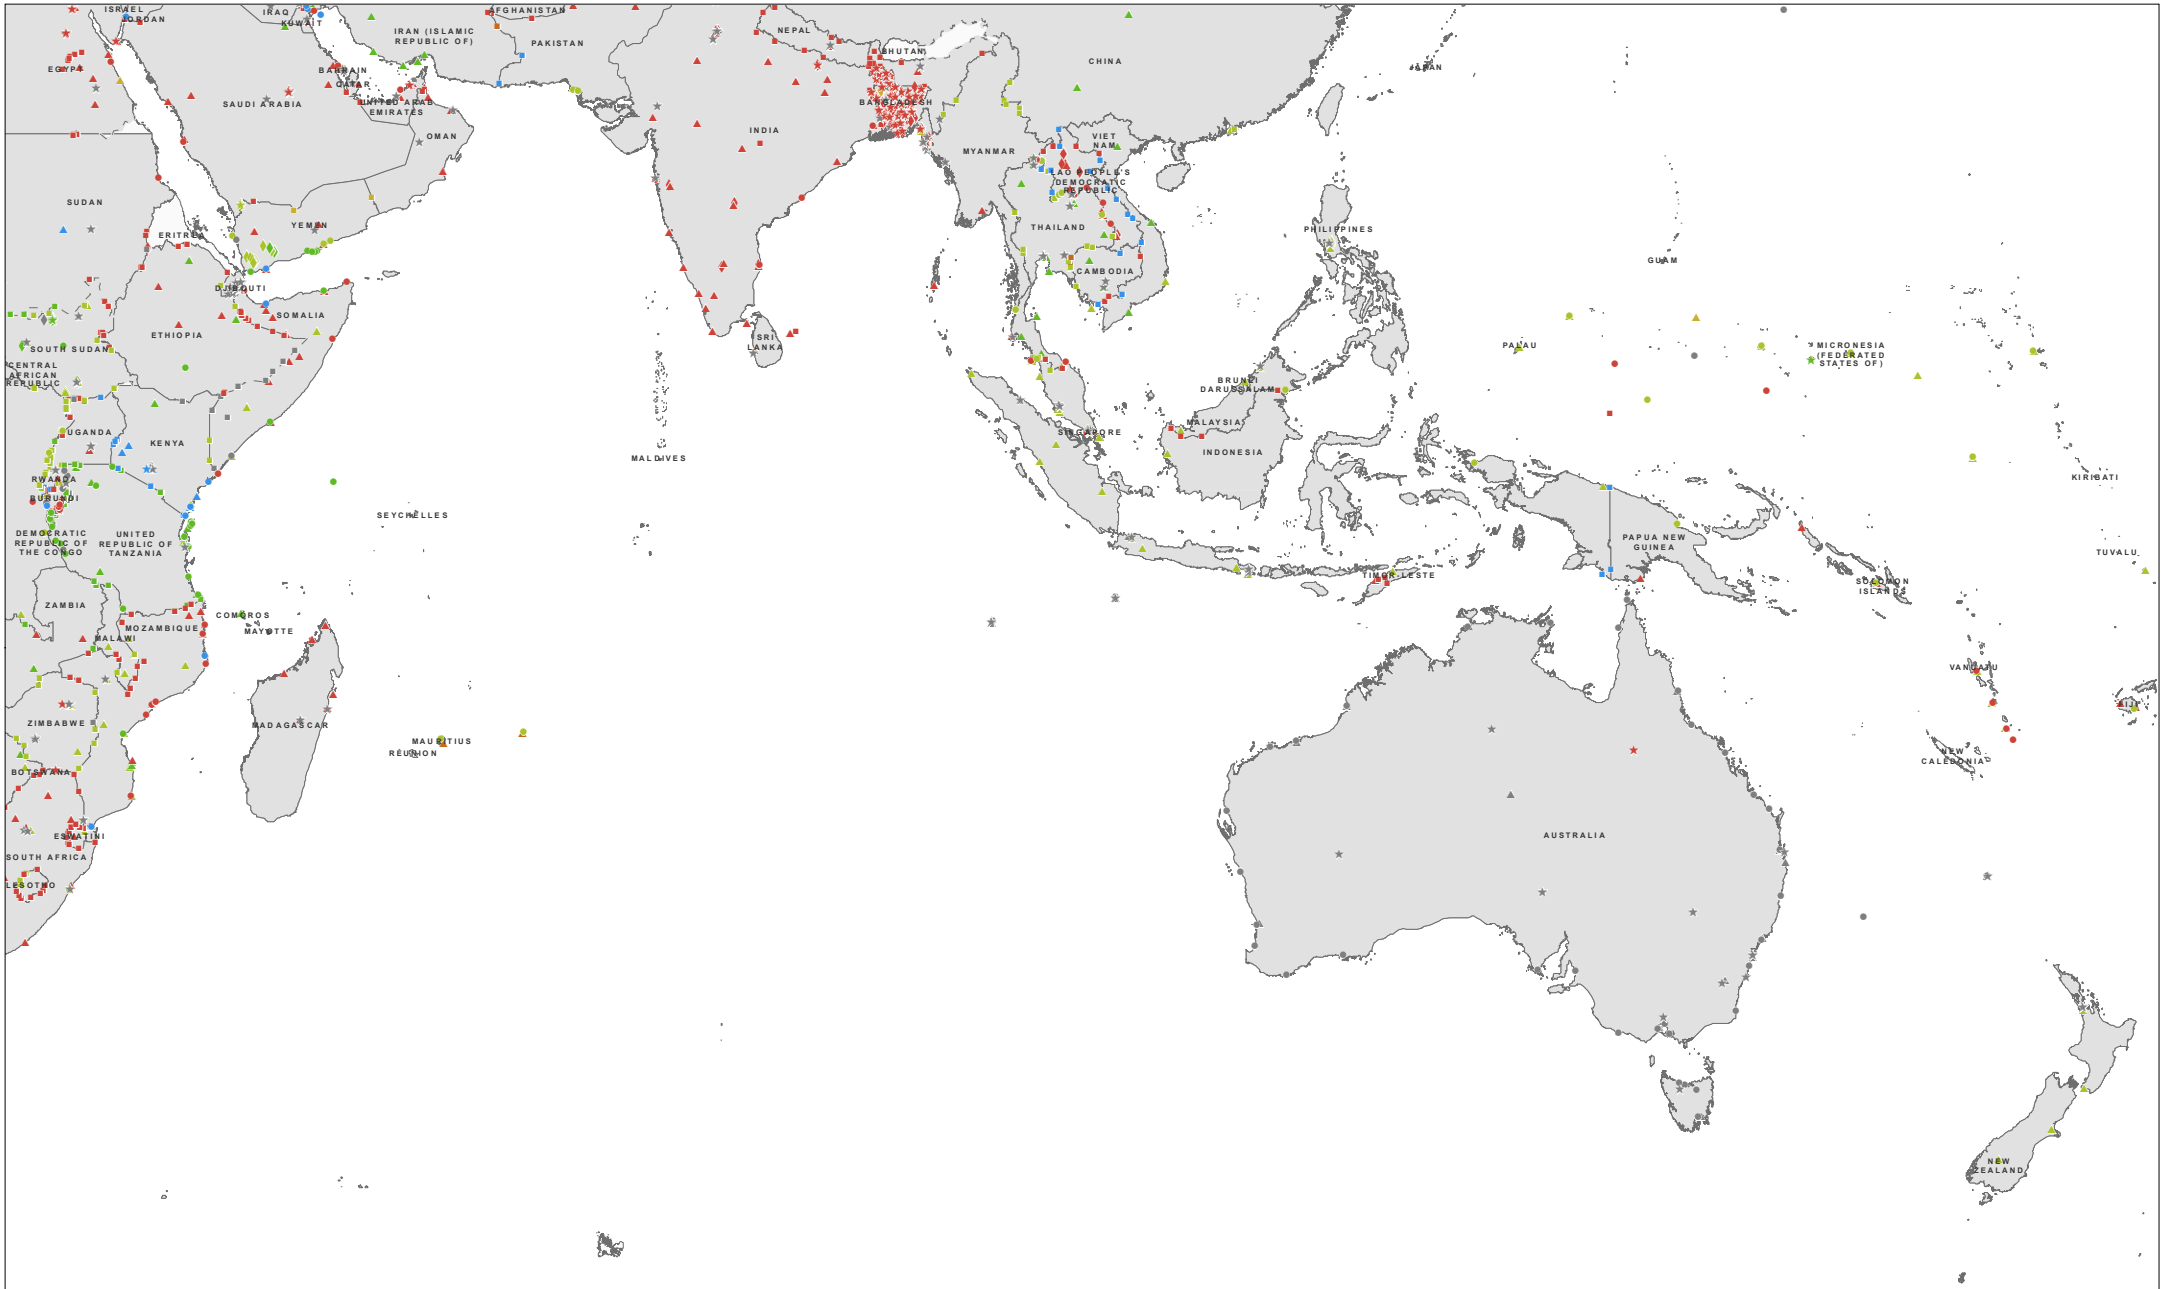 ISRAEL
JORDAN
IRAQ
KUWAIT
IRAN (ISLAMIC
REPUBLIC OF)
AFGHANISTAN
PAKISTAN
NEPAL
BHUTAN
CHINA
JAPAN
EGYPT
SAUDI ARABIA
BAHRAIN
QATAR
UNITED ARAB
EMIRATES
OMAN
INDIA
BANGLADESH
MYANMAR
VIET
NAM
LAO PEOPLE'S
DEMOCRATIC
REPUBLIC
SUDAN
ERITREA
YEMEN
THAILAND
PHILIPPINES
GUAM
DJIBOUTI
CAMBODIA
ETHIOPIA
SOMALIA
SRI
LANKA
SOUTH SUDAN
CENTRAL
AFRICAN
REPUBLIC
PALAU
MICRONESIA
(FEDERATED
STATES OF)
BRUNEI
DARUSSALAM
UGANDA
KENYA
MALDIVES
SINGAPORE
MALAYSIA
INDONESIA
KIRIBATI
RWANDA
BURUNDI
SEYCHELLES
DEMOCRATIC
REPUBLIC OF
THE CONGO
UNITED
REPUBLIC OF
TANZANIA
PAPUA NEW
GUINEA
TUVALU
TIMOR-LESTE
SOLOMON
ISLANDS
ZAMBIA
COMOROS
MAYOTTE
MALAWI
MOZAMBIQUE
VANUATU
FIJI
ZIMBABWE
MADAGASCAR
MAURITIUS
RÉUNION
NEW
CALEDONIA
BOTSWANA
ESWATINI
AUSTRALIA
SOUTH AFRICA
LESOTHO
NEW
ZEALAND